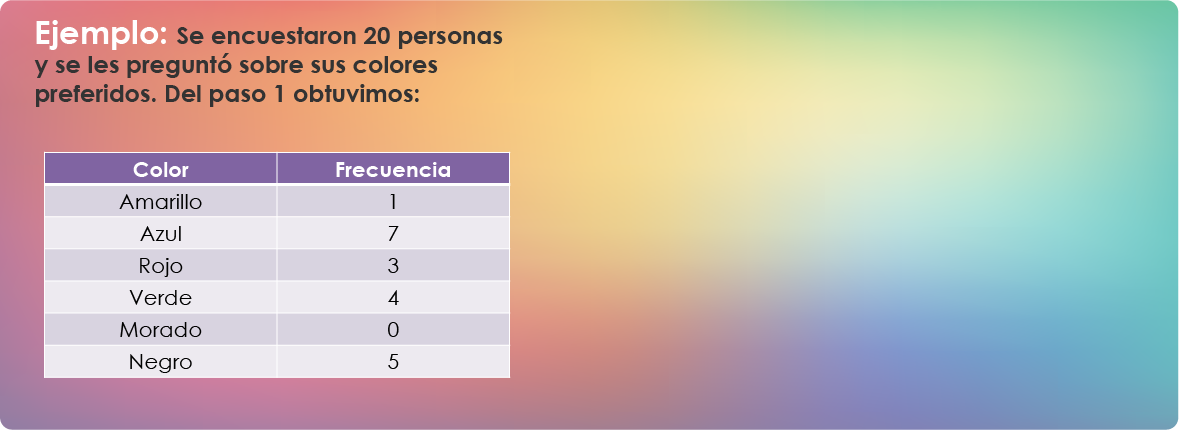 Ejemplo: Se encuestaron 20 personas
y se les preguntó sobre sus colores
preferidos. Del paso 1 obtuvimos:
Color Frecuencia
Amarillo 1
Azul 7
Rojo 3
Verde 4
Morado 0
Negro 5